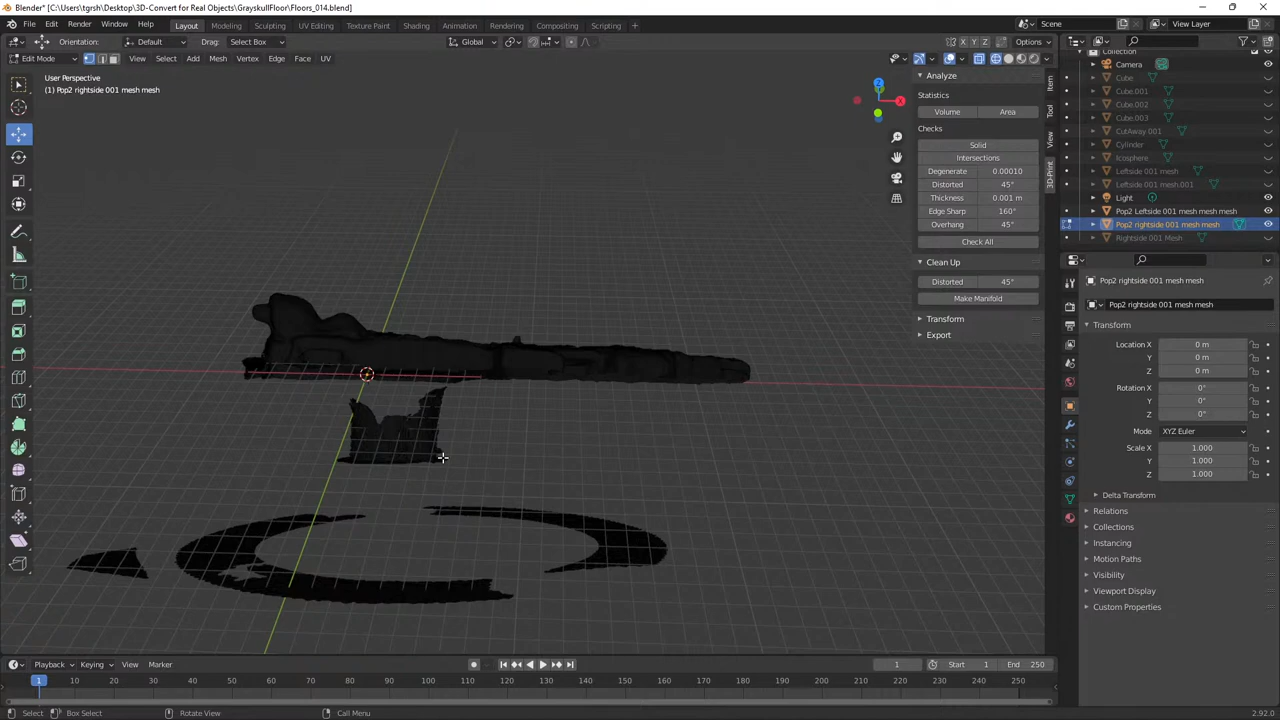 Blender* [C:\Users\tgrsh\Desktop\3D-Convert for Real Objects\GrayskullFloor\Floors_014.blend]
File Edit Render Window Help Layout Modeling Sculpting UV Editing Texture Paint Shading Animation Rendering Compositing Scripting + Scene View Layer
Orientation: Default Drag: Select Box Global X Y Z Options
Edit Mode View Select Add Mesh Vertex Edge Face UV
User Perspective
(1) Pop2 rightside 001 mesh mesh
X
Analyze
Statistics
Volume Area
Checks
Solid
Intersections
Degenerate 0.00010
Distorted 45°
Thickness 0.001 m
Edge Sharp 160°
Overhang 45°
Check All
Clean Up
Distorted 45°
Make Manifold
Transform
Export
Item
Tool
View
3D-Print
Collection
Camera
Cube
Cube.001
Cube.002
Cube.003
CutAway 001
Cylinder
Icosphere
Leftside 001 mesh
Leftside 001 mesh.001
Light
Pop2 Leftside 001 mesh mesh mesh
Pop2 rightside 001 mesh mesh
Rightside 001 Mesh
Pop2 rightside 001 mesh mesh
Pop2 rightside 001 mesh mesh
Transform
Location X 0 m
Y 0 m
Z 0 m
Rotation X 0°
Y 0°
Z 0°
Mode XYZ Euler
Scale X 1.000
Y 1.000
Z 1.000
Delta Transform
Relations
Collections
Instancing
Motion Paths
Visibility
Viewport Display
Custom Properties
Playback Keying View Marker 1 Start 1 End 250
1 10 20 30 40 50 60 70 80 90 100 110 120 130 140 150 160 170 180 190 200 210 220 230 240 250
Select Box Select Rotate View Call Menu 2.92.0